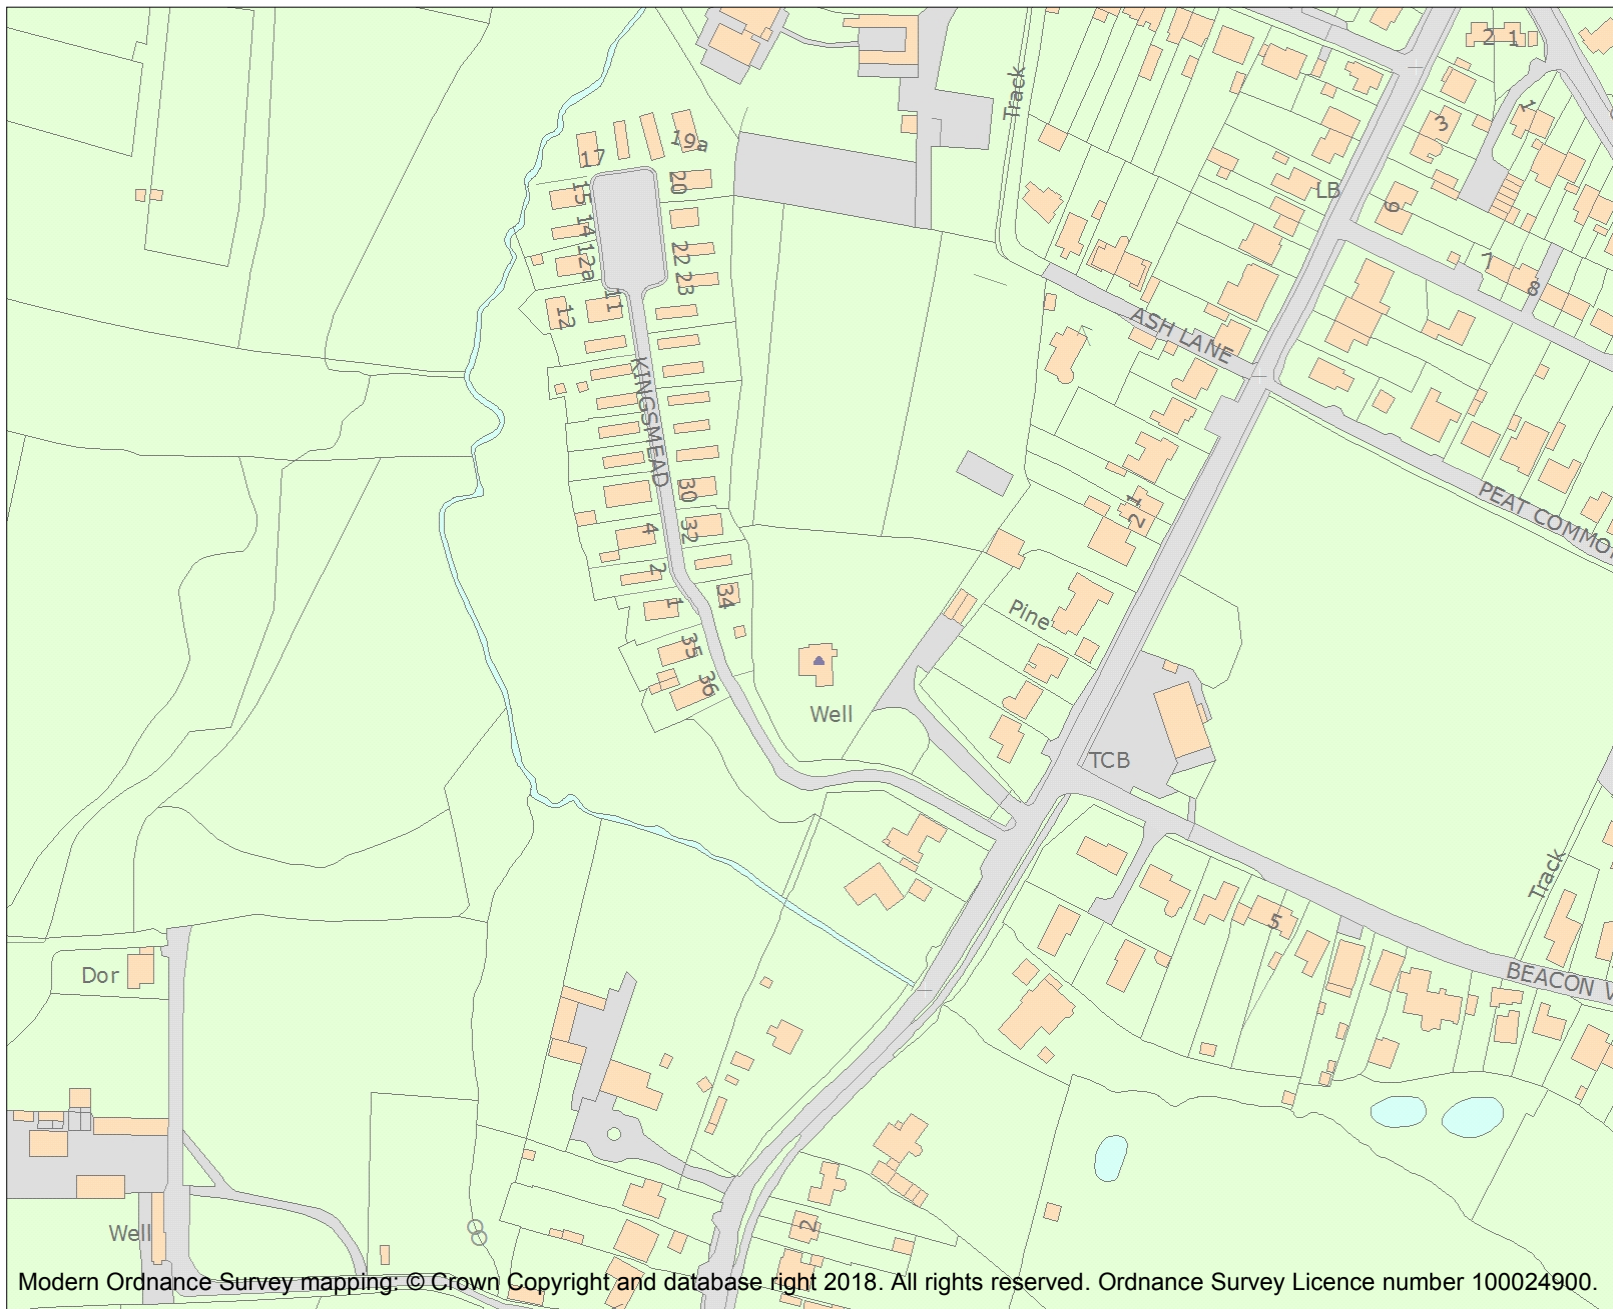 2 1
Track
1
3
19a
17
LB
20
15
6
14
22
12a
7
23
8
11
12
ASH LANE
KINGSMEAD
30
1
2
PEAT COMMO
4
32
2
34
1
Pine
35
36
Well
TCB
Track
5
Dor
BEACON W
2
Well
Modern Ordnance Survey mapping: © Crown Copyright and database right 2018. All rights reserved. Ordnance Survey Licence number 100024900.